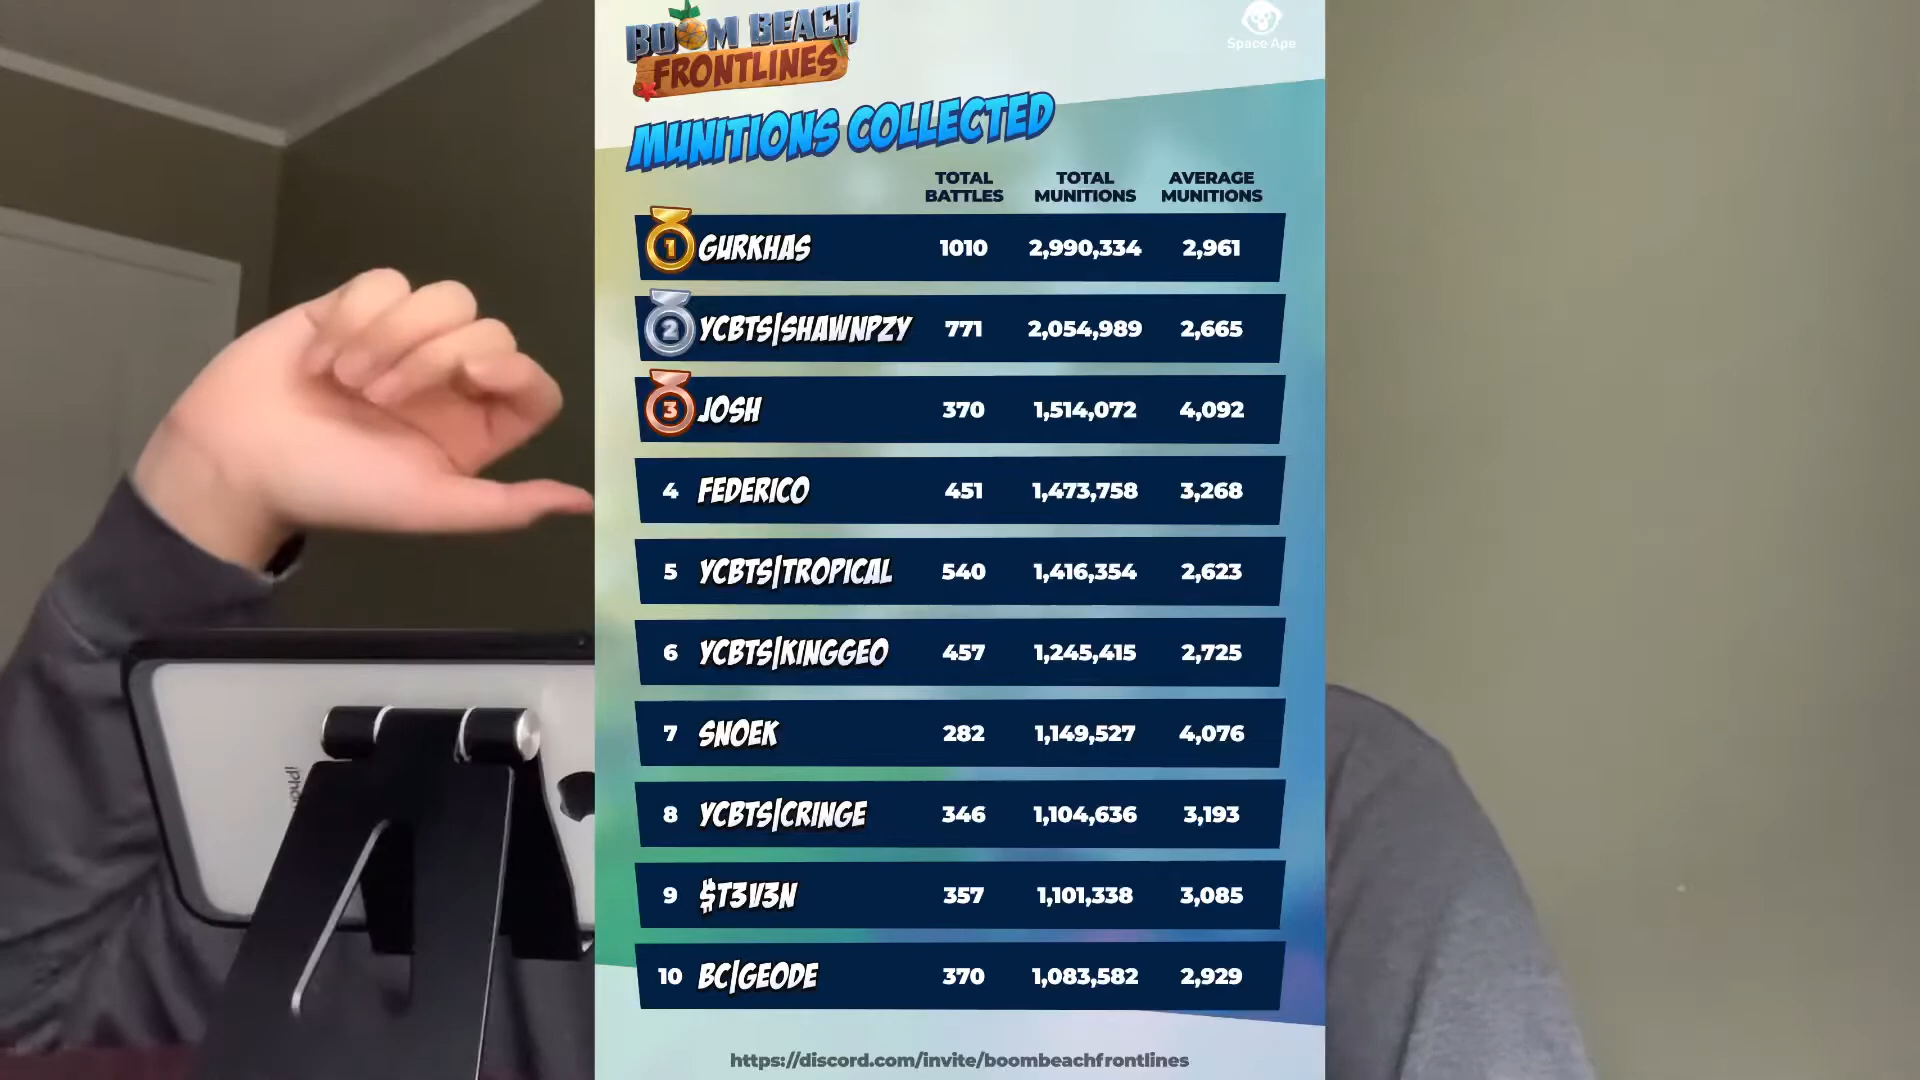 BOOM BEACH
FRONTLINES
Space Ape
MUNITIONS COLLECTED
TOTAL BATTLES TOTAL MUNITIONS AVERAGE MUNITIONS
1 GURKHAS 1010 2,990,334 2,961
2 YCBTS|SHAWNPZY 771 2,054,989 2,665
3 JOSH 370 1,514,072 4,092
4 FEDERICO 451 1,473,758 3,268
5 YCBTS|TROPICAL 540 1,416,354 2,623
6 YCBTS|KINGGEO 457 1,245,415 2,725
7 SNOEK 282 1,149,527 4,076
8 YCBTS|CRINGE 346 1,104,636 3,193
9 $T3V3N 357 1,101,338 3,085
10 BC|GEODE 370 1,083,582 2,929
https://discord.com/invite/boombeachfrontlines